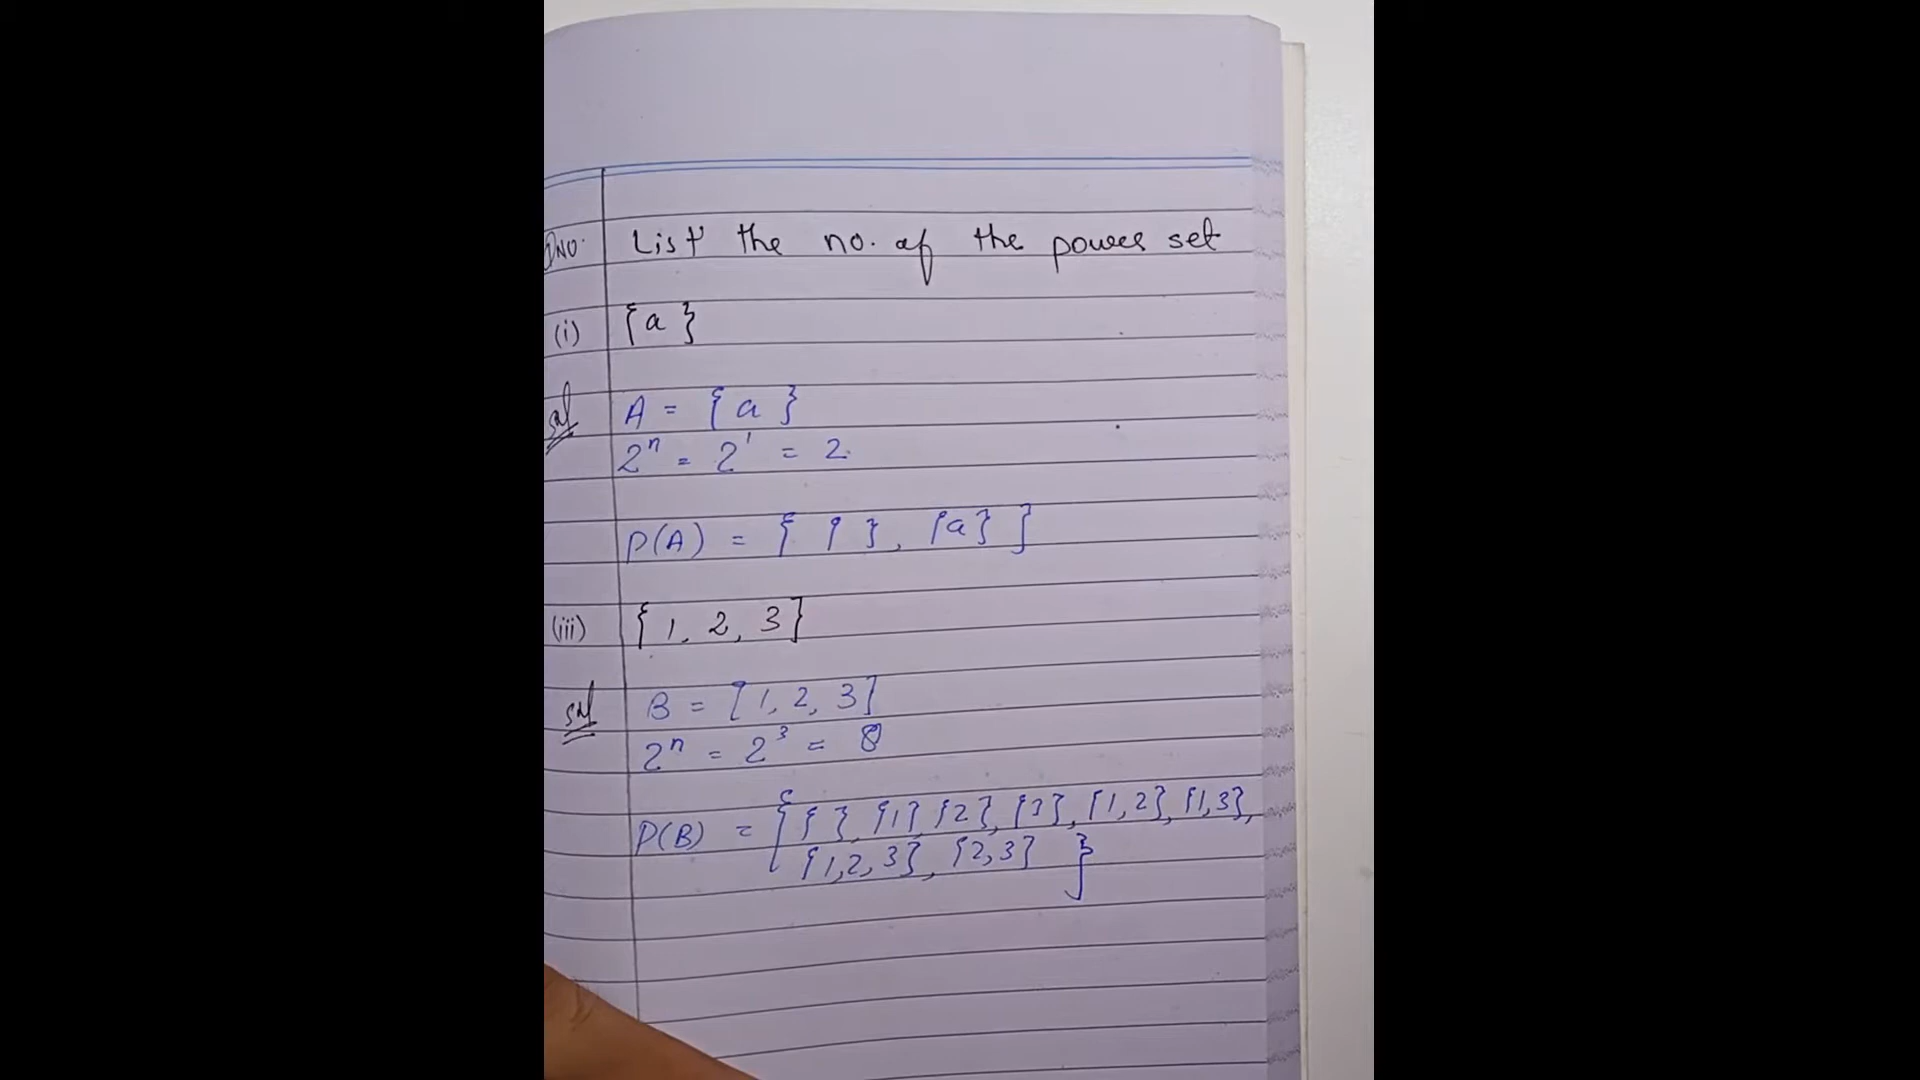 QNO. List the no. of the power set
(i) {a}
sol A = {a}
2ⁿ = 2¹ = 2
P(A) = { { }, {a} }
(iii) {1, 2, 3}
sol B = {1, 2, 3}
2ⁿ = 2³ = 8
P(B) = { { }, {1} {2}, {3}, {1,2}, {1,3},
{1,2,3}, {2,3} }